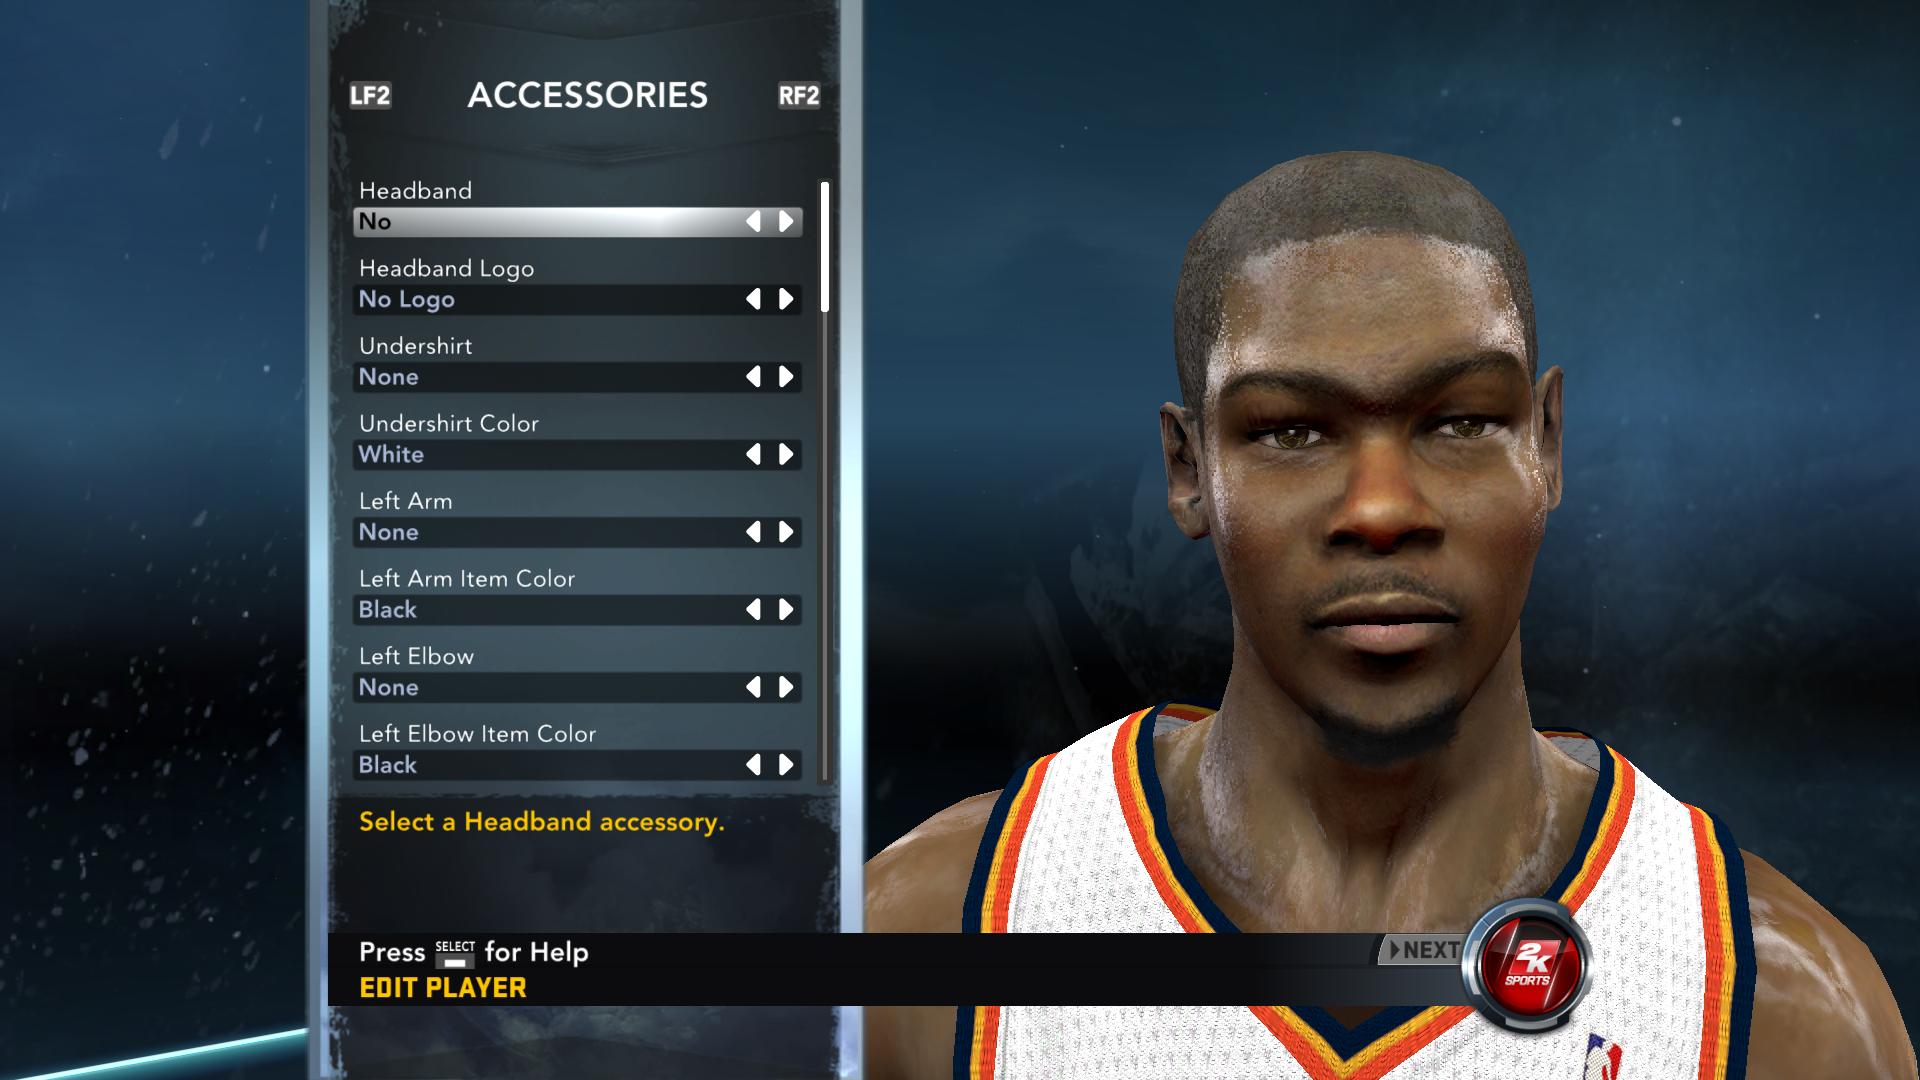 LF2 ACCESSORIES RF2
Headband
No
Headband Logo
No Logo
Undershirt
None
Undershirt Color
White
Left Arm
None
Left Arm Item Color
Black
Left Elbow
None
Left Elbow Item Color
Black
Select a Headband accessory.
Press SELECT for Help
NEXT
EDIT PLAYER
2K
SPORTS